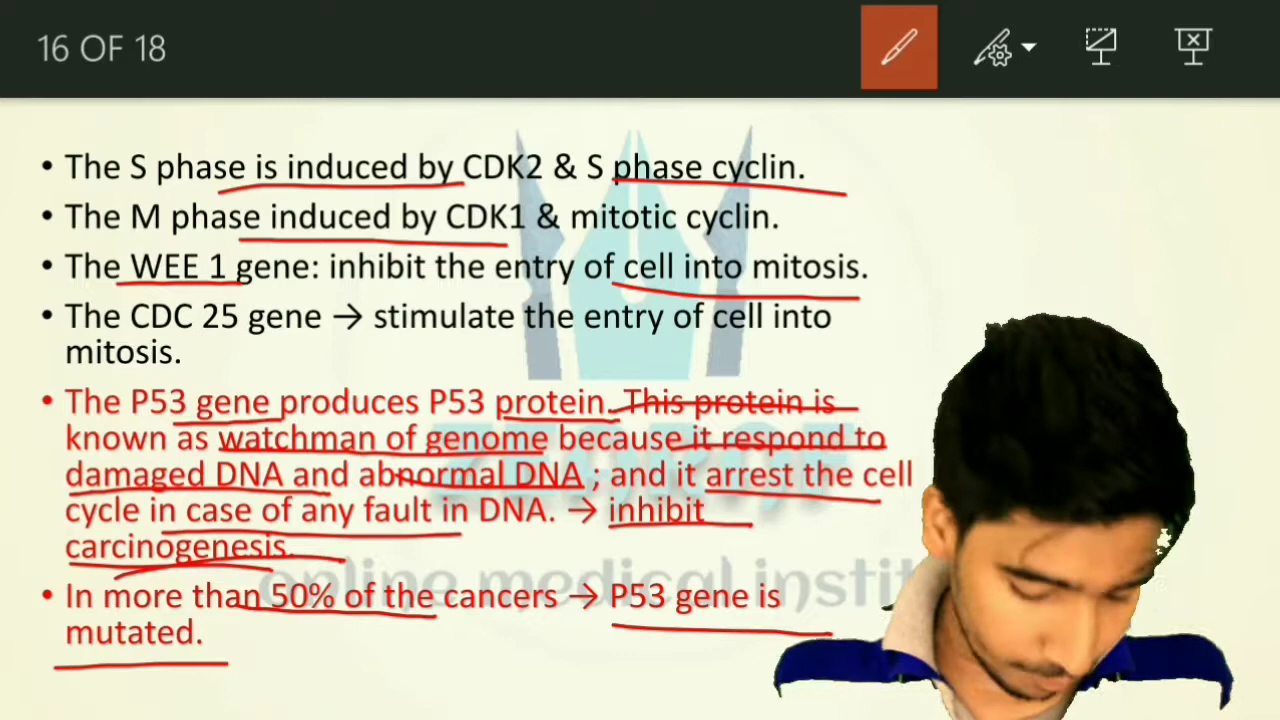 16 OF 18
• The S phase is induced by CDK2 & S phase cyclin.
• The M phase induced by CDK1 & mitotic cyclin.
• The WEE 1 gene: inhibit the entry of cell into mitosis.
• The CDC 25 gene → stimulate the entry of cell into
mitosis.
• The P53 gene produces P53 protein. This protein is
known as watchman of genome because it respond to
damaged DNA and abnormal DNA ; and it arrest the cell
cycle in case of any fault in DNA. → inhibit
carcinogenesis.
• In more than 50% of the cancers → P53 gene is
mutated.
online medical instit